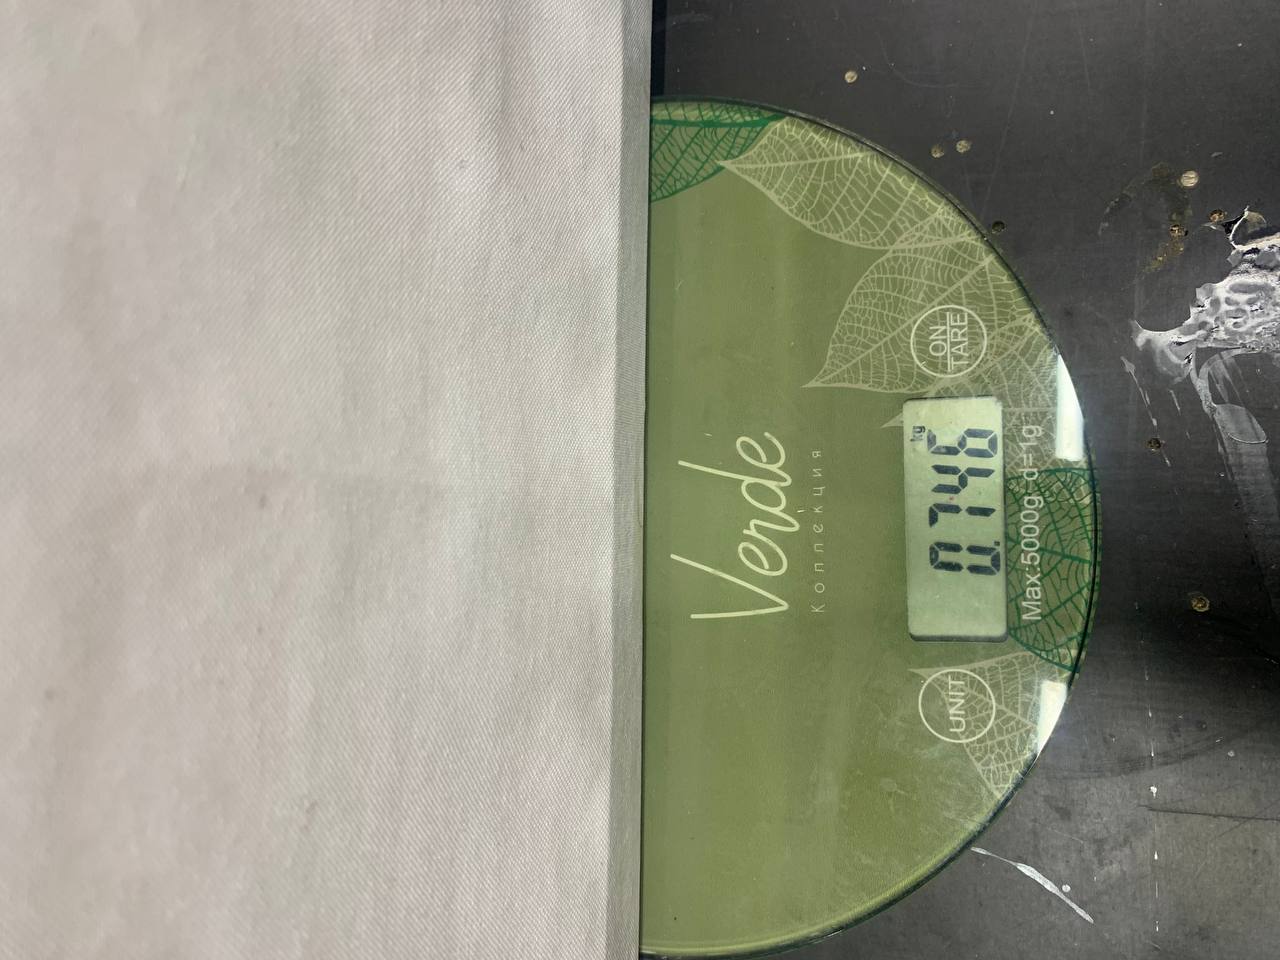 Verde
Коллекция
UNIT
0.746
kg
ON
TARE
Max:5000g d=1g